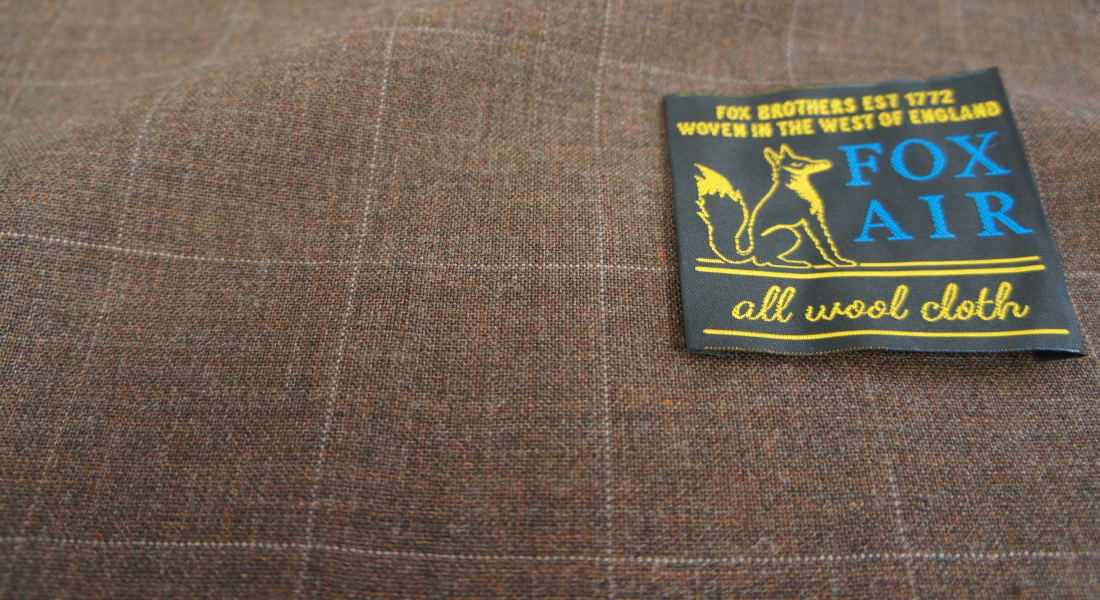 FOX BROTHERS EST 1772
WOVEN IN THE WEST OF ENGLAND
FOX
AIR
all wool cloth